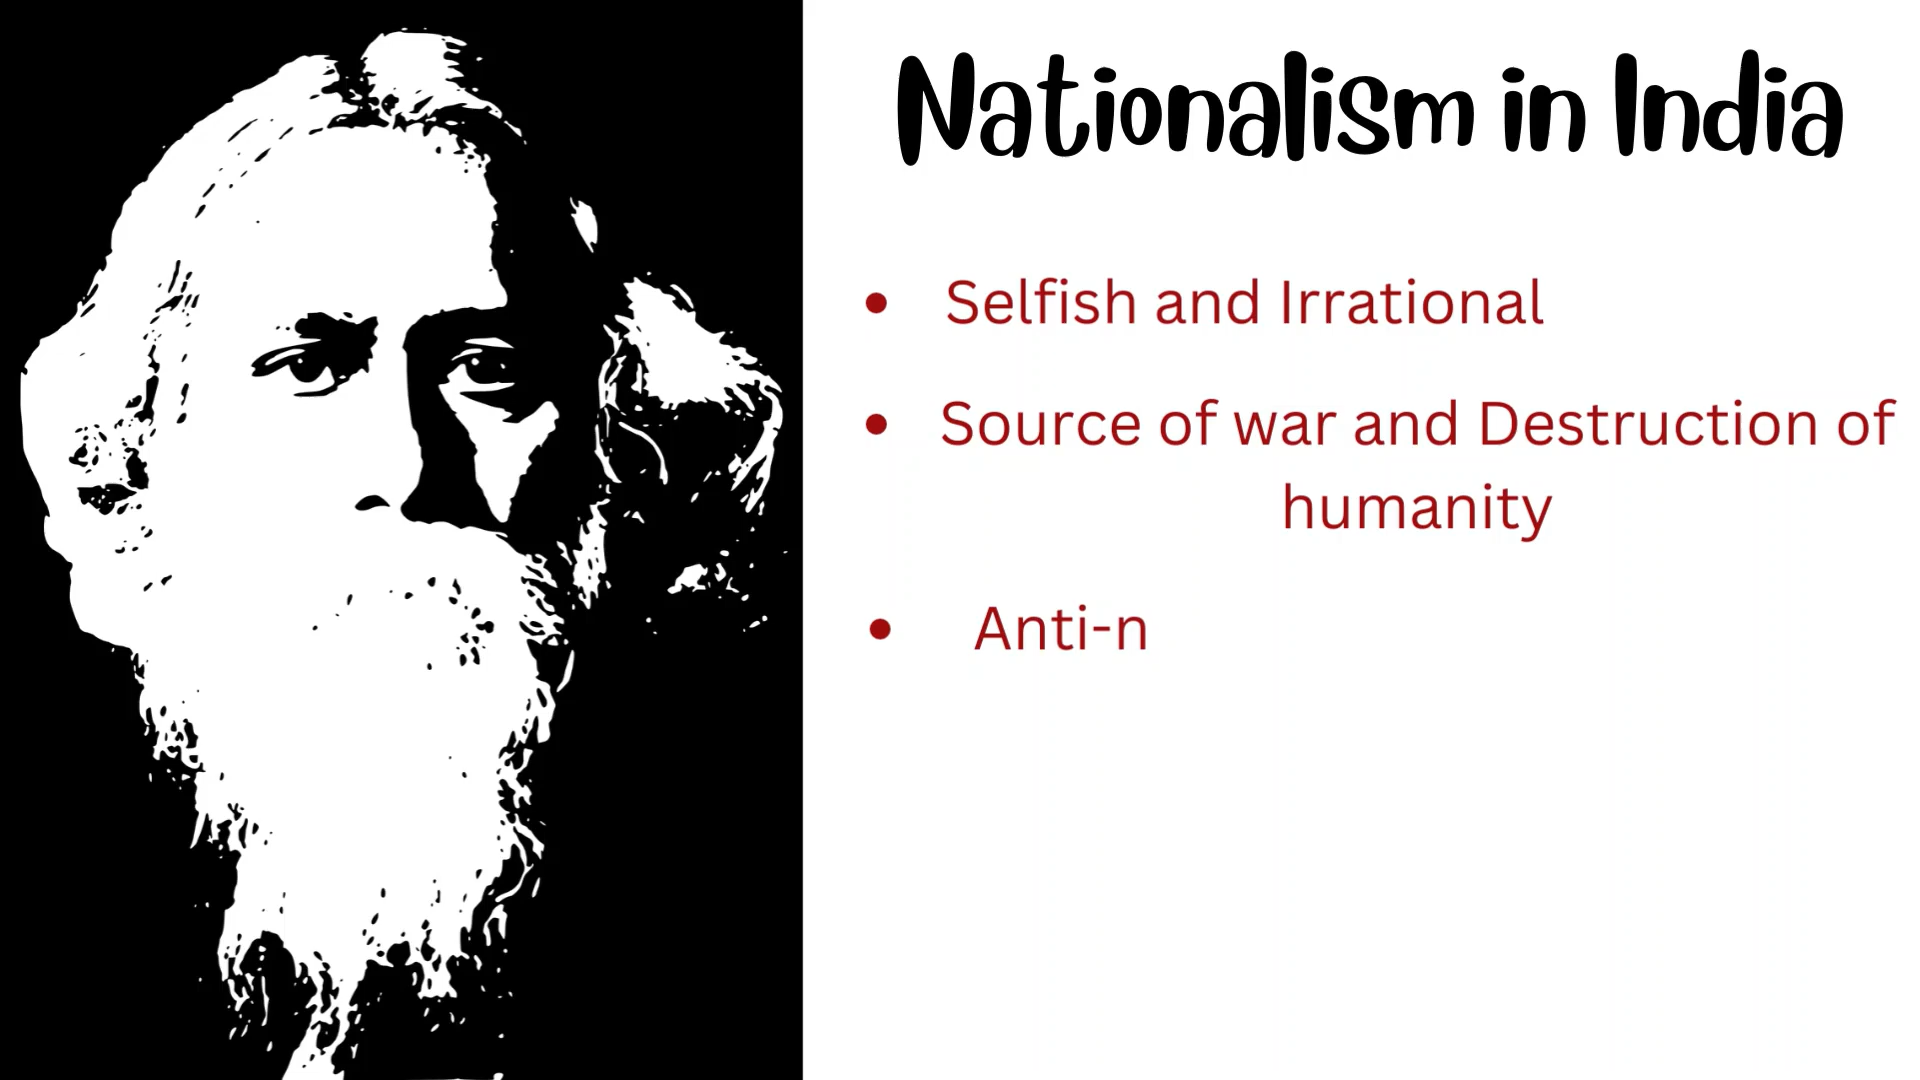 Nationalism in India
• Selfish and Irrational
• Source of war and Destruction of
humanity
• Anti-n